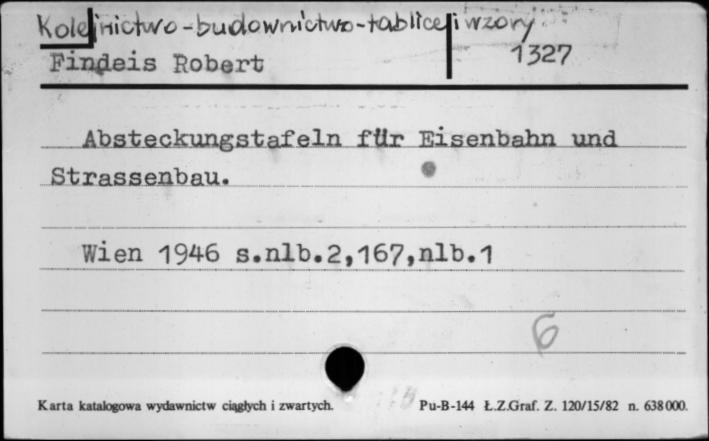 Kolejnictwo-budownictwo-tablice i wzory
Findeis Robert 1327
Absteckungstafeln für Eisenbahn und
Strassenbau.
Wien 1946 s.nlb.2,167,nlb.1
6
Karta katalogowa wydawnictw ciągłych i zwartych. Pu-B-144 Ł.Z.Graf. Z. 120/15/82 n. 638000.